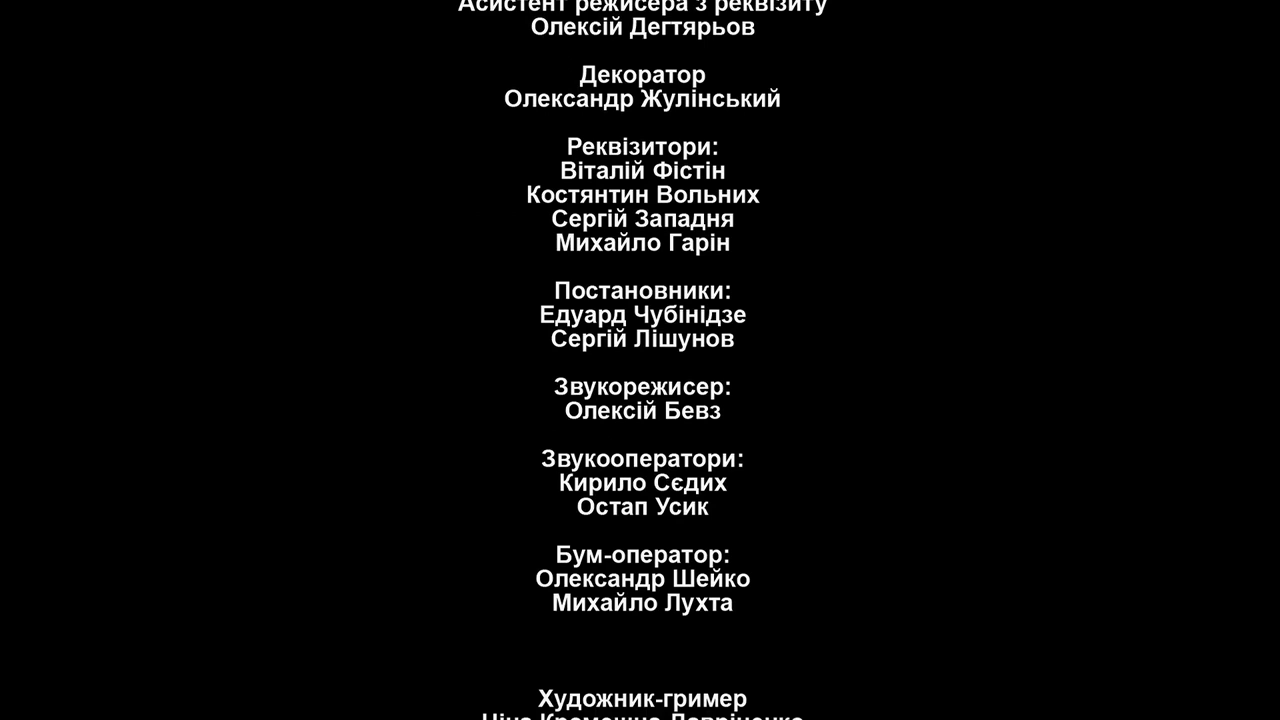 Асистент режисера з реквізиту
Олексій Дегтярьов
Декоратор
Олександр Жулінський
Реквізитори:
Віталій Фістін
Костянтин Вольних
Сергій Западня
Михайло Гарін
Постановники:
Едуард Чубінідзе
Сергій Лішунов
Звукорежисер:
Олексій Бевз
Звукооператори:
Кирило Сєдих
Остап Усик
Бум-оператор:
Олександр Шейко
Михайло Лухта
Художник-гример